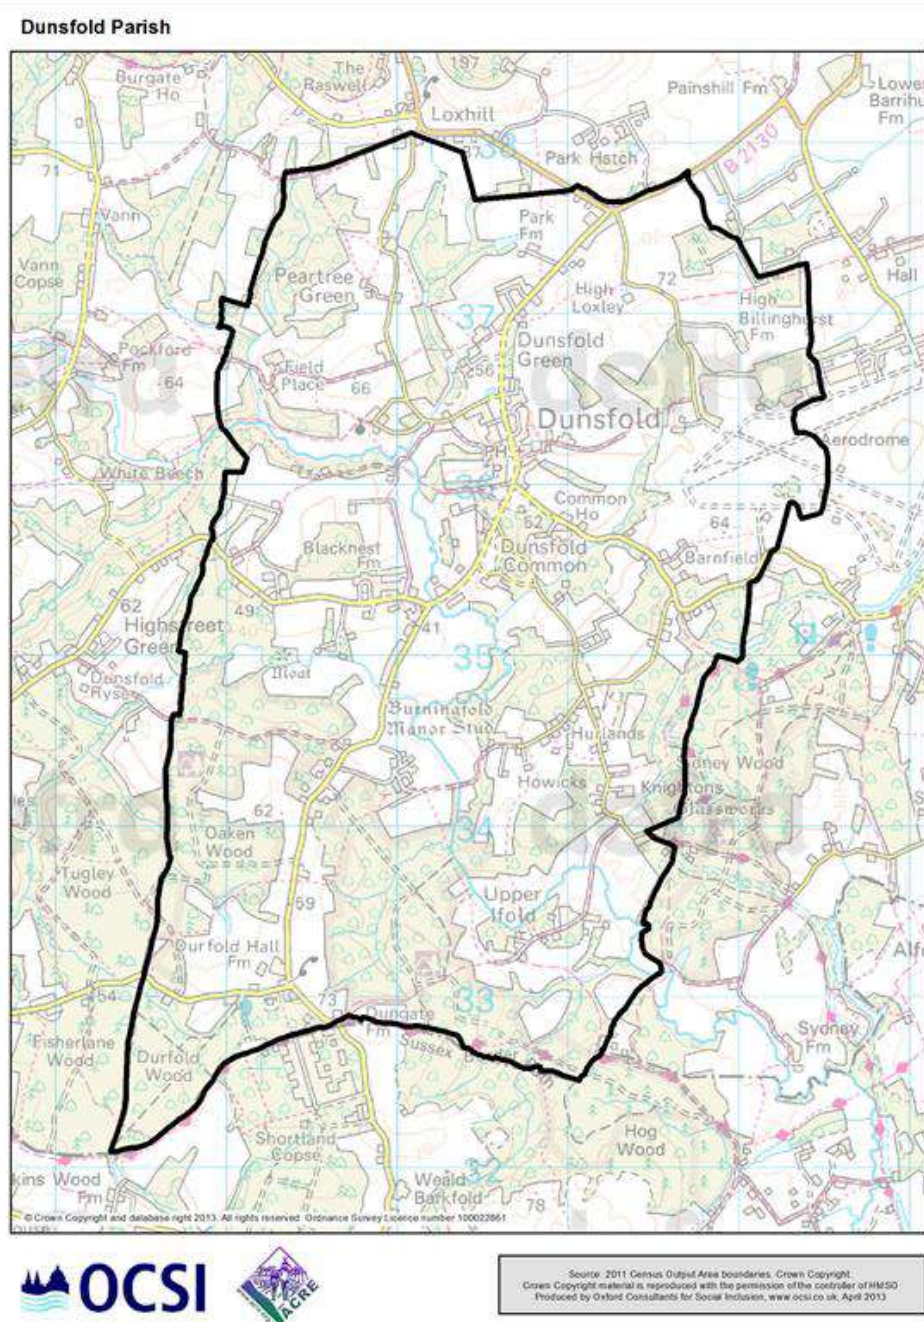 Dunsfold Parish
Burgate
Ho
The
Raswell
197
Loxhill
Painshill Fm
Lower
Fm
38
Park Hatch
B 2130
71
Vann
Park
Fm
Vann
Copse
Peartree
Green
72
Hall
High
Loxley
37
High
Billinghurst
Fm
Dunsfold
Green
Pockford
Fm
64
Field
Place
66
56
Dunsfold
Aerodrome
PH
White Beech
Common
Ho
52
64
Blacknest
Fm
Dunsfold
Common
Barnfield
62
49
Highstreet
Green
41
35
Moat
Dunsfold
Ryse
Burningfold
Manor Stud
Hurlands
Sydney Wood
Howicks
Knightons
Glassworks
62
34
Oaken
Wood
Tugley
Wood
Upper
Ifold
59
Durfold Hall
Fm
54
73
33
Dungate
Fm
Fisherlane
Wood
Durfold
Wood
Sussex
Sydney
Fm
Shortland
Copse
Hog
Wood
kins Wood
Fm
32
Weald
Barkfold
78
© Crown Copyright and database right 2013. All rights reserved. Ordnance Survey Licence number 100022861
OCSI
ACRE
Source: 2011 Census Output Area boundaries. Crown Copyright.
Crown Copyright material is reproduced with the permission of the controller of HMSO
Produced by Oxford Consultants for Social Inclusion, www.ocsi.co.uk, April 2013